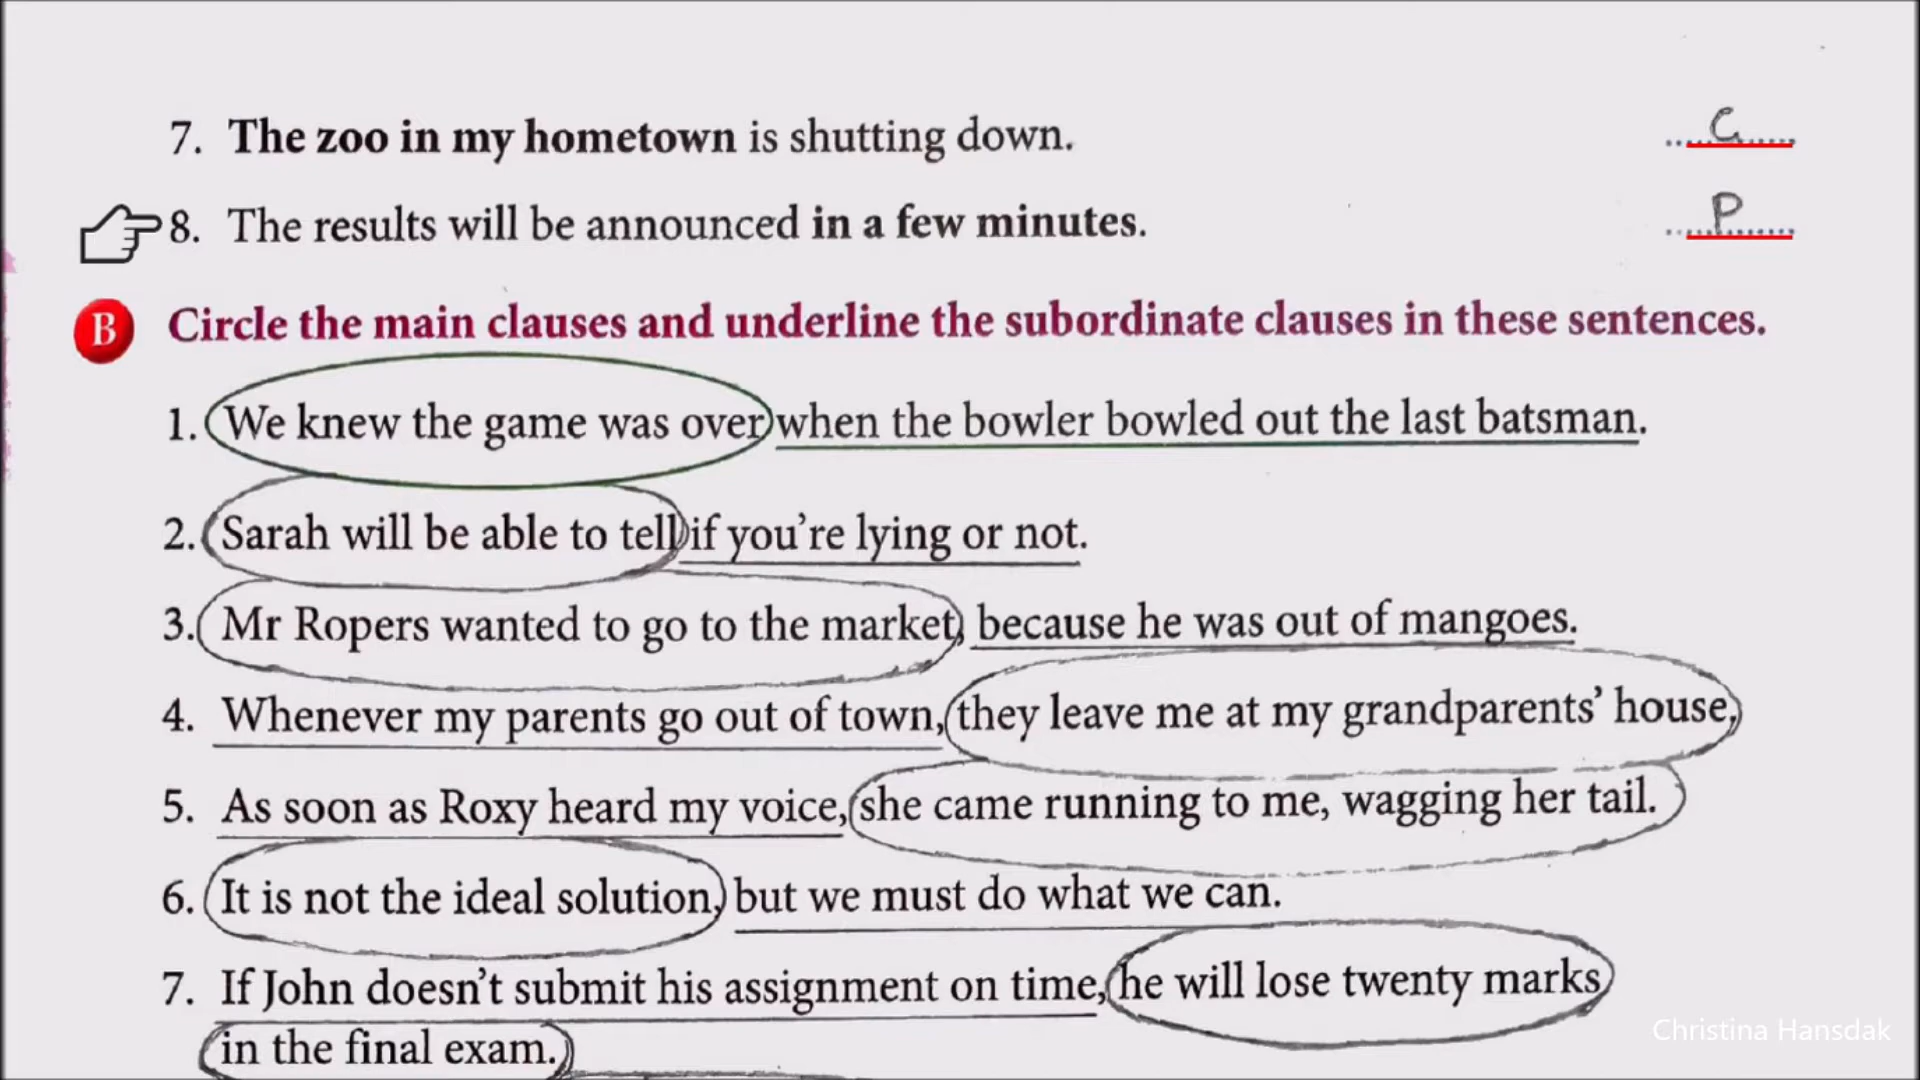 7. The zoo in my hometown is shutting down. C
8. The results will be announced in a few minutes. P
B Circle the main clauses and underline the subordinate clauses in these sentences.
1. We knew the game was over when the bowler bowled out the last batsman.
2. Sarah will be able to tell if you're lying or not.
3. Mr Ropers wanted to go to the market, because he was out of mangoes.
4. Whenever my parents go out of town, they leave me at my grandparents' house,
5. As soon as Roxy heard my voice, she came running to me, wagging her tail.
6. It is not the ideal solution, but we must do what we can.
7. If John doesn't submit his assignment on time, he will lose twenty marks
in the final exam.
Christina Hansdak